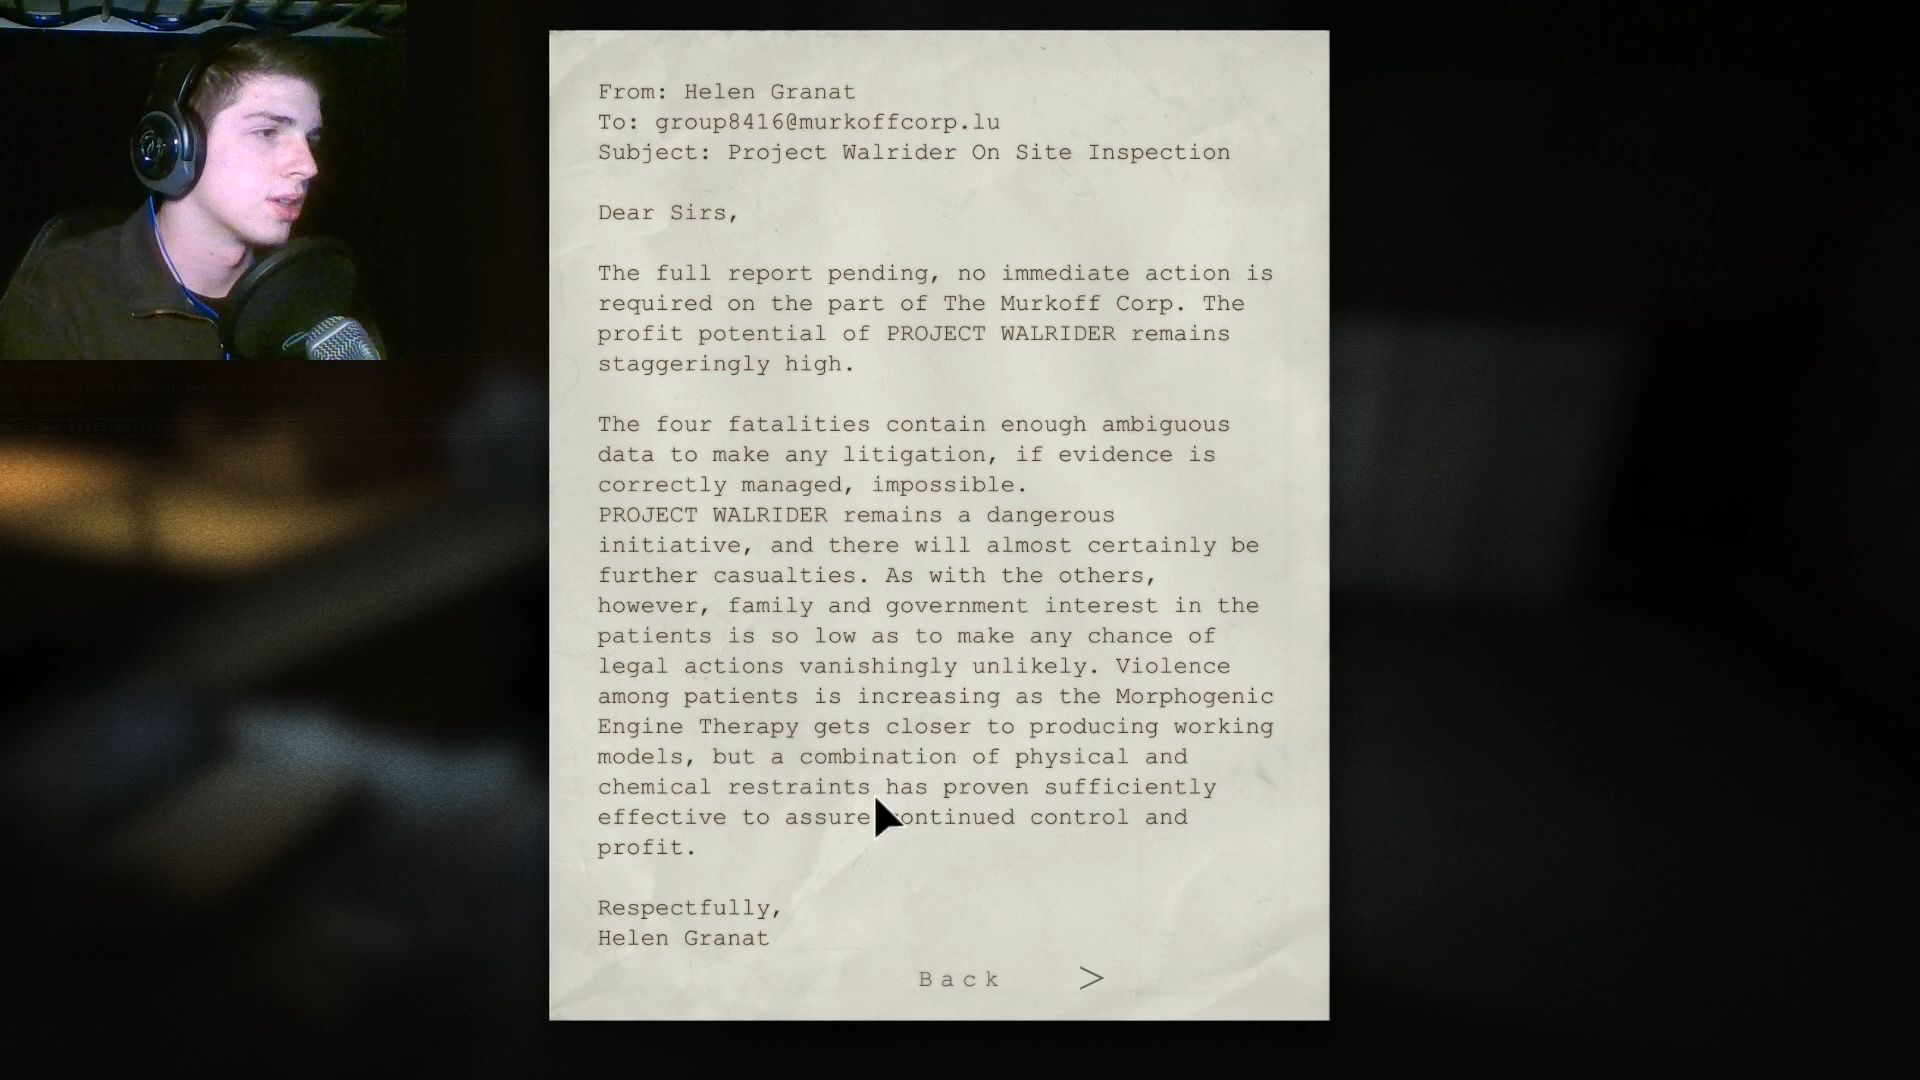 From: Helen Granat
To: group8416@murkoffcorp.lu
Subject: Project Walrider On Site Inspection
Dear Sirs,
The full report pending, no immediate action is
required on the part of The Murkoff Corp. The
profit potential of PROJECT WALRIDER remains
staggeringly high.
The four fatalities contain enough ambiguous
data to make any litigation, if evidence is
correctly managed, impossible.
PROJECT WALRIDER remains a dangerous
initiative, and there will almost certainly be
further casualties. As with the others,
however, family and government interest in the
patients is so low as to make any chance of
legal actions vanishingly unlikely. Violence
among patients is increasing as the Morphogenic
Engine Therapy gets closer to producing working
models, but a combination of physical and
chemical restraints has proven sufficiently
effective to assure continued control and
profit.
Respectfully,
Helen Granat
Back >